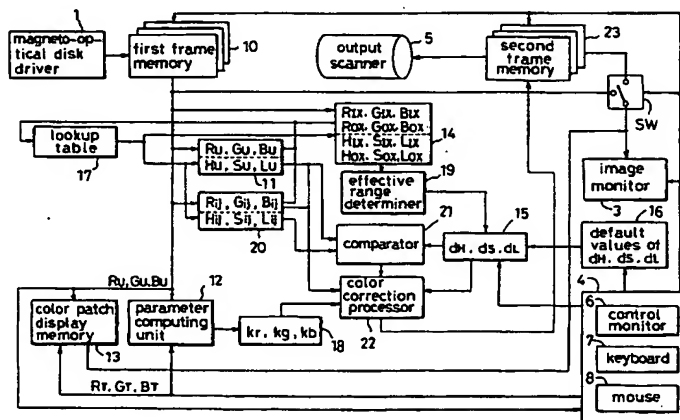 1
magneto-op-
tical disk
driver
first frame
memory
10
output
scanner
5
second
frame
memory
23
SW
lookup
table
17
RU, GU, BU
HU, SU, LU
11
Rij, Gij, Bij
Hij, Sij, Lij
20
RIX, GIX, BIX
ROX, GOX, BOX
HIX, SIX, LIX
HOX, SOX, LOX
14
effective
range
determiner
19
image
monitor
3
comparator
21
dH, dS, dL
15
default
values of
dH, dS, dL
16
RU, GU, BU
color patch
display
memory
13
parameter
computing
unit
12
kr, kg, kb
18
color
correction
processor
22
4
control
monitor
6
keyboard
7
mouse
8
RT, GT, BT